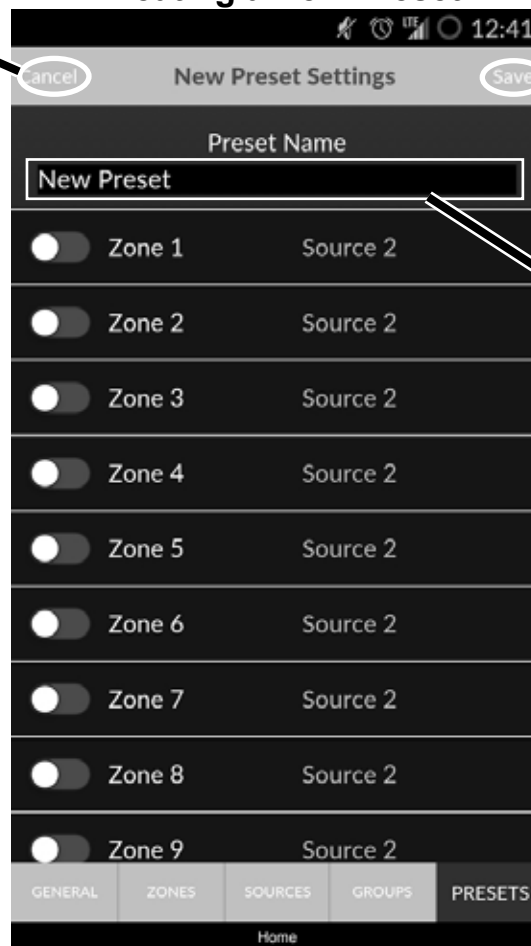 12:41
Cancel New Preset Settings Save
Preset Name
New Preset
Zone 1 Source 2
Zone 2 Source 2
Zone 3 Source 2
Zone 4 Source 2
Zone 5 Source 2
Zone 6 Source 2
Zone 7 Source 2
Zone 8 Source 2
Zone 9 Source 2
GENERAL ZONES SOURCES GROUPS PRESETS
Home